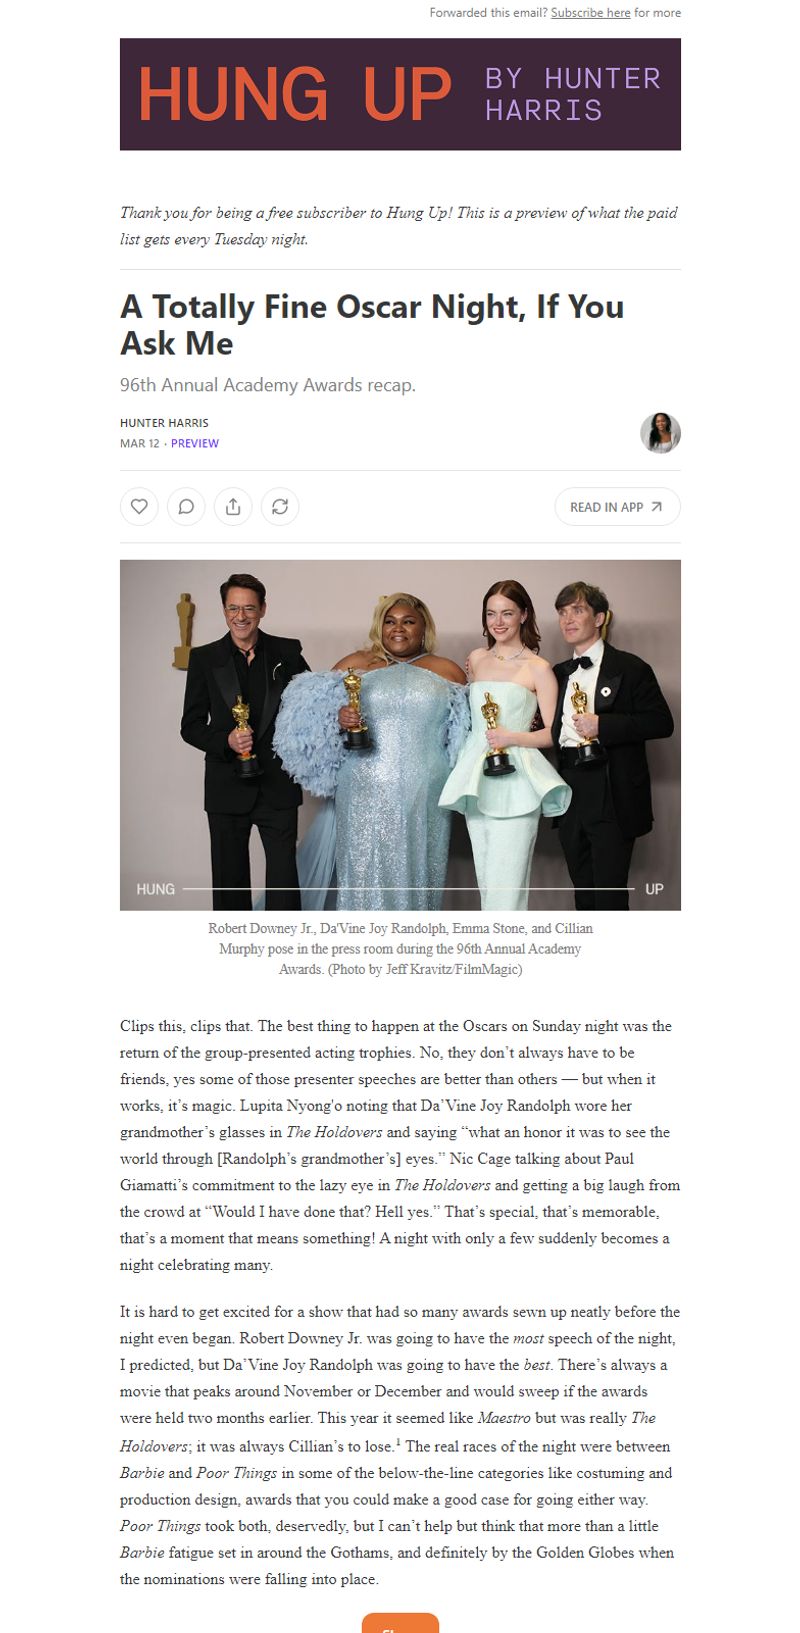 Forwarded this email? Subscribe here for more
HUNG UP
BY HUNTER
HARRIS
Thank you for being a free subscriber to Hung Up! This is a preview of what the paid
list gets every Tuesday night.
A Totally Fine Oscar Night, If You
Ask Me
96th Annual Academy Awards recap.
HUNTER HARRIS
MAR 12 · PREVIEW
READ IN APP
HUNG
UP
Robert Downey Jr., Da'Vine Joy Randolph, Emma Stone, and Cillian
Murphy pose in the press room during the 96th Annual Academy
Awards. (Photo by Jeff Kravitz/FilmMagic)
Clips this, clips that. The best thing to happen at the Oscars on Sunday night was the
return of the group-presented acting trophies. No, they don’t always have to be
friends, yes some of those presenter speeches are better than others — but when it
works, it’s magic. Lupita Nyong'o noting that Da’Vine Joy Randolph wore her
grandmother’s glasses in The Holdovers and saying “what an honor it was to see the
world through [Randolph’s grandmother’s] eyes.” Nic Cage talking about Paul
Giamatti’s commitment to the lazy eye in The Holdovers and getting a big laugh from
the crowd at “Would I have done that? Hell yes.” That’s special, that’s memorable,
that’s a moment that means something! A night with only a few suddenly becomes a
night celebrating many.
It is hard to get excited for a show that had so many awards sewn up neatly before the
night even began. Robert Downey Jr. was going to have the most speech of the night,
I predicted, but Da’Vine Joy Randolph was going to have the best. There’s always a
movie that peaks around November or December and would sweep if the awards
were held two months earlier. This year it seemed like Maestro but was really The
Holdovers; it was always Cillian’s to lose.1 The real races of the night were between
Barbie and Poor Things in some of the below-the-line categories like costuming and
production design, awards that you could make a good case for going either way.
Poor Things took both, deservedly, but I can’t help but think that more than a little
Barbie fatigue set in around the Gothams, and definitely by the Golden Globes when
the nominations were falling into place.